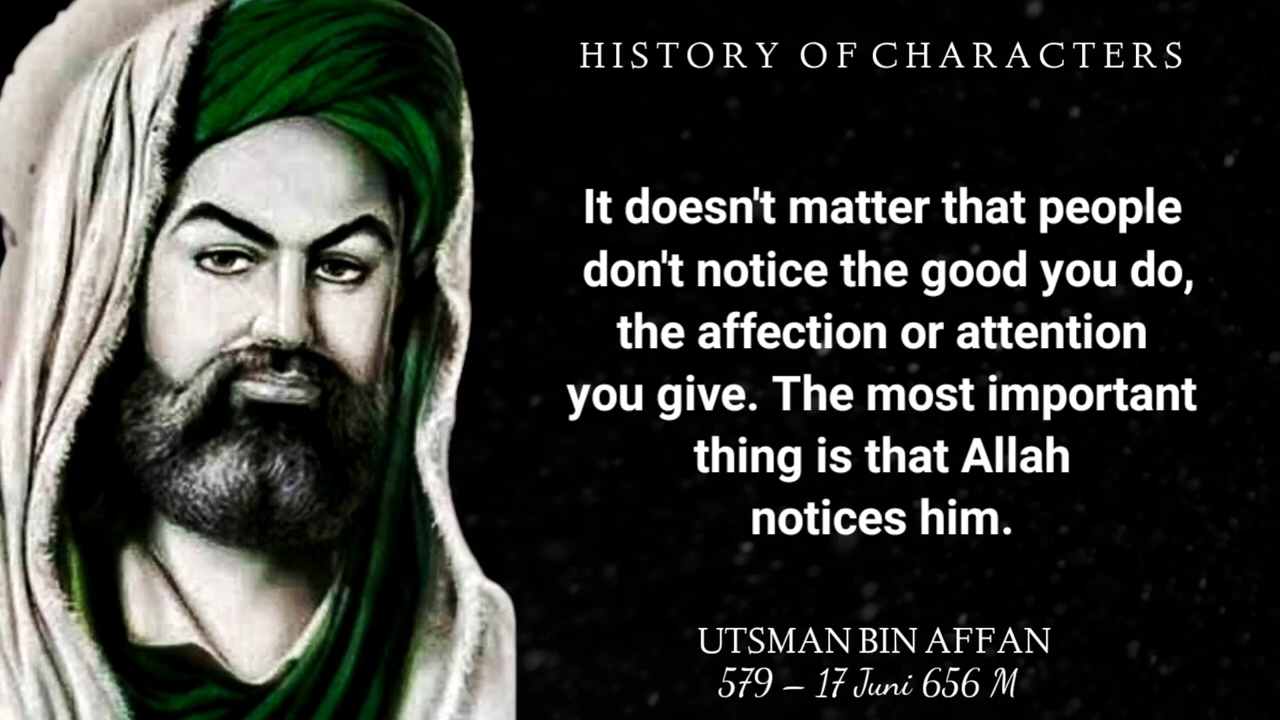 HISTORY OF CHARACTERS
It doesn't matter that people
don't notice the good you do,
the affection or attention
you give. The most important
thing is that Allah
notices him.
UTSMAN BIN AFFAN
579 – 17 Juni 656 M